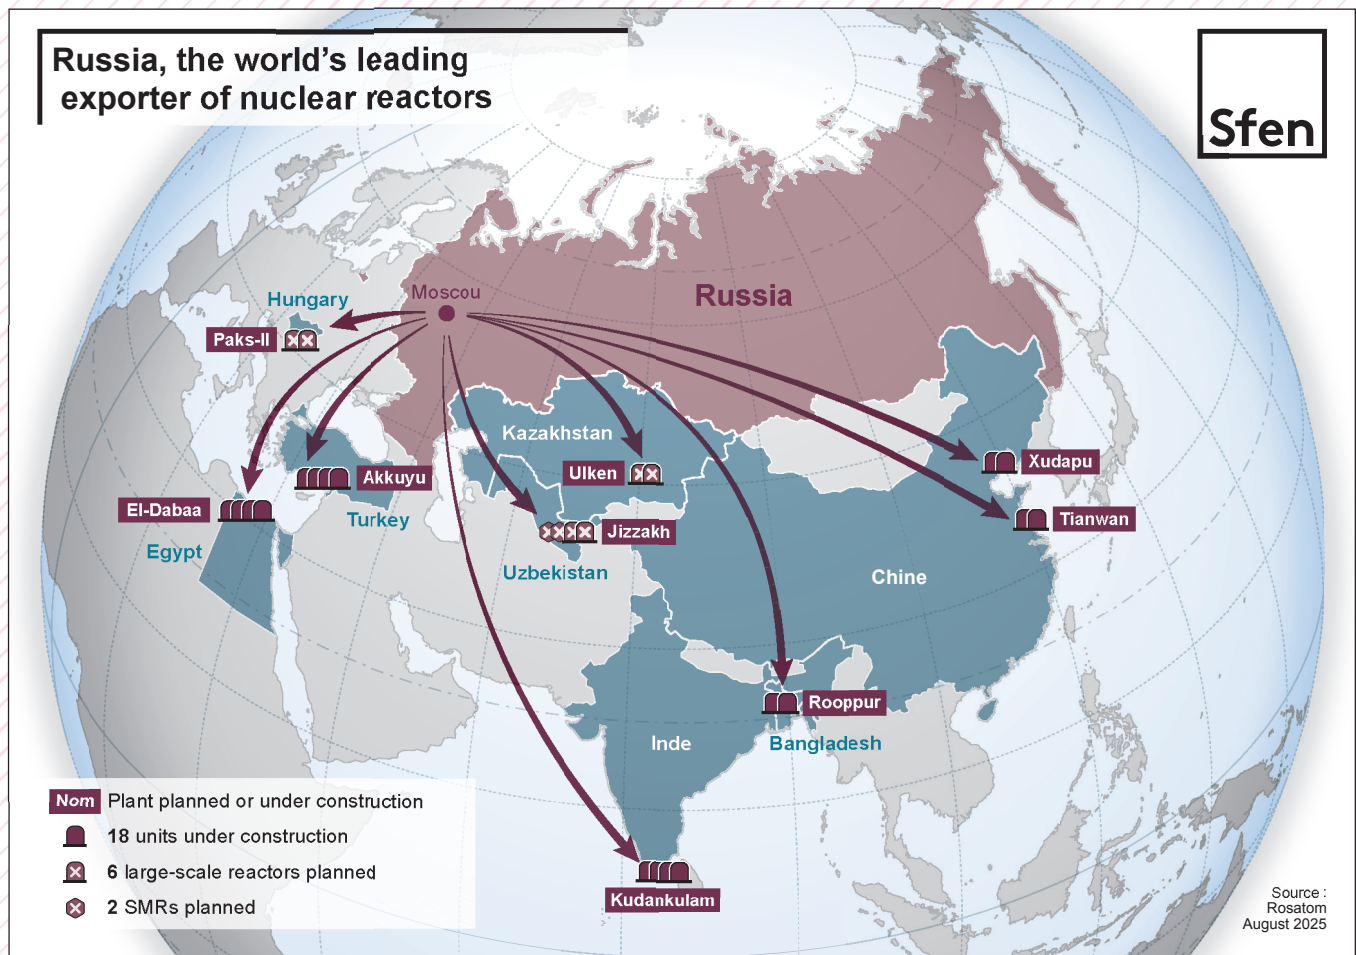 Russia, the world's leading
exporter of nuclear reactors
Sfen
Russia
Moscou
Hungary
Paks-II
Kazakhstan
Ulken
Akkuyu
Turkey
El-Dabaa
Egypt
Jizzakh
Uzbekistan
Xudapu
Tianwan
Chine
Rooppur
Bangladesh
Inde
Kudankulam
Nom Plant planned or under construction
18 units under construction
6 large-scale reactors planned
2 SMRs planned
Source :
Rosatom
August 2025